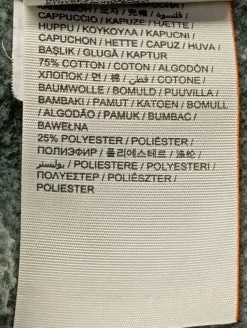 CAPPUCCIO / KAPUZE / HÆTTE /
HUPPU / ΚΟΥΚΟΥΛΑ / KAPUCNI /
CAPUCHON / HETTE / CAPUZ / HUVA /
BAŞLIK / GLUGĂ / KAPTUR
75% COTTON / COTON / ALGODÓN
ХЛОПОК / 면 / 棉 / قطن / COTONE /
BAUMWOLLE / BOMULD / PUUVILLA /
BAMBAKI / PAMUT / KATOEN / BOMULL
/ ALGODÃO / PAMUK / BUMBAC /
BAWEŁNA
25% POLYESTER / POLIÉSTER /
ПОЛИЭФИР / 폴리에스테르 / 涤纶 /
بوليستر / POLIESTERE / POLYESTERI /
ΠΟΛΥΕΣΤΕΡ / POLIÉSZTER /
POLIESTER